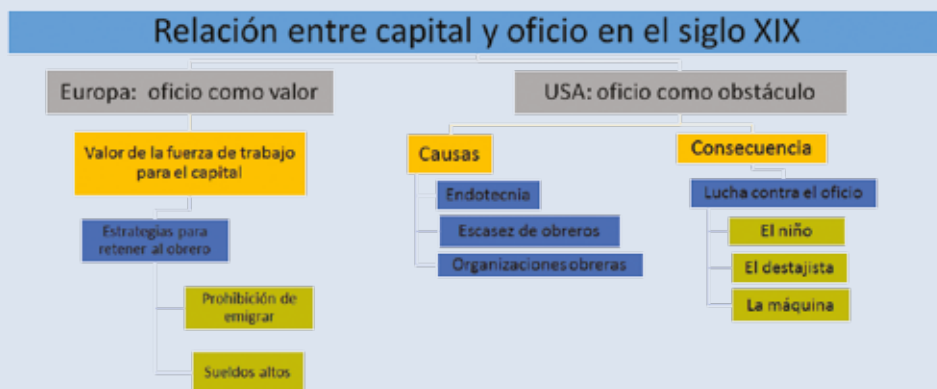 Relación entre capital y oficio en el siglo XIX
Europa: oficio como valor
Valor de la fuerza de trabajo
para el capital
Estrategias para
retener al obrero
Prohibición de
emigrar
Sueldos altos
USA: oficio como obstáculo
Causas
Endotecnia
Escasez de obreros
Organizaciones obreras
Consecuencia
Lucha contra el oficio
El niño
El destajista
La máquina